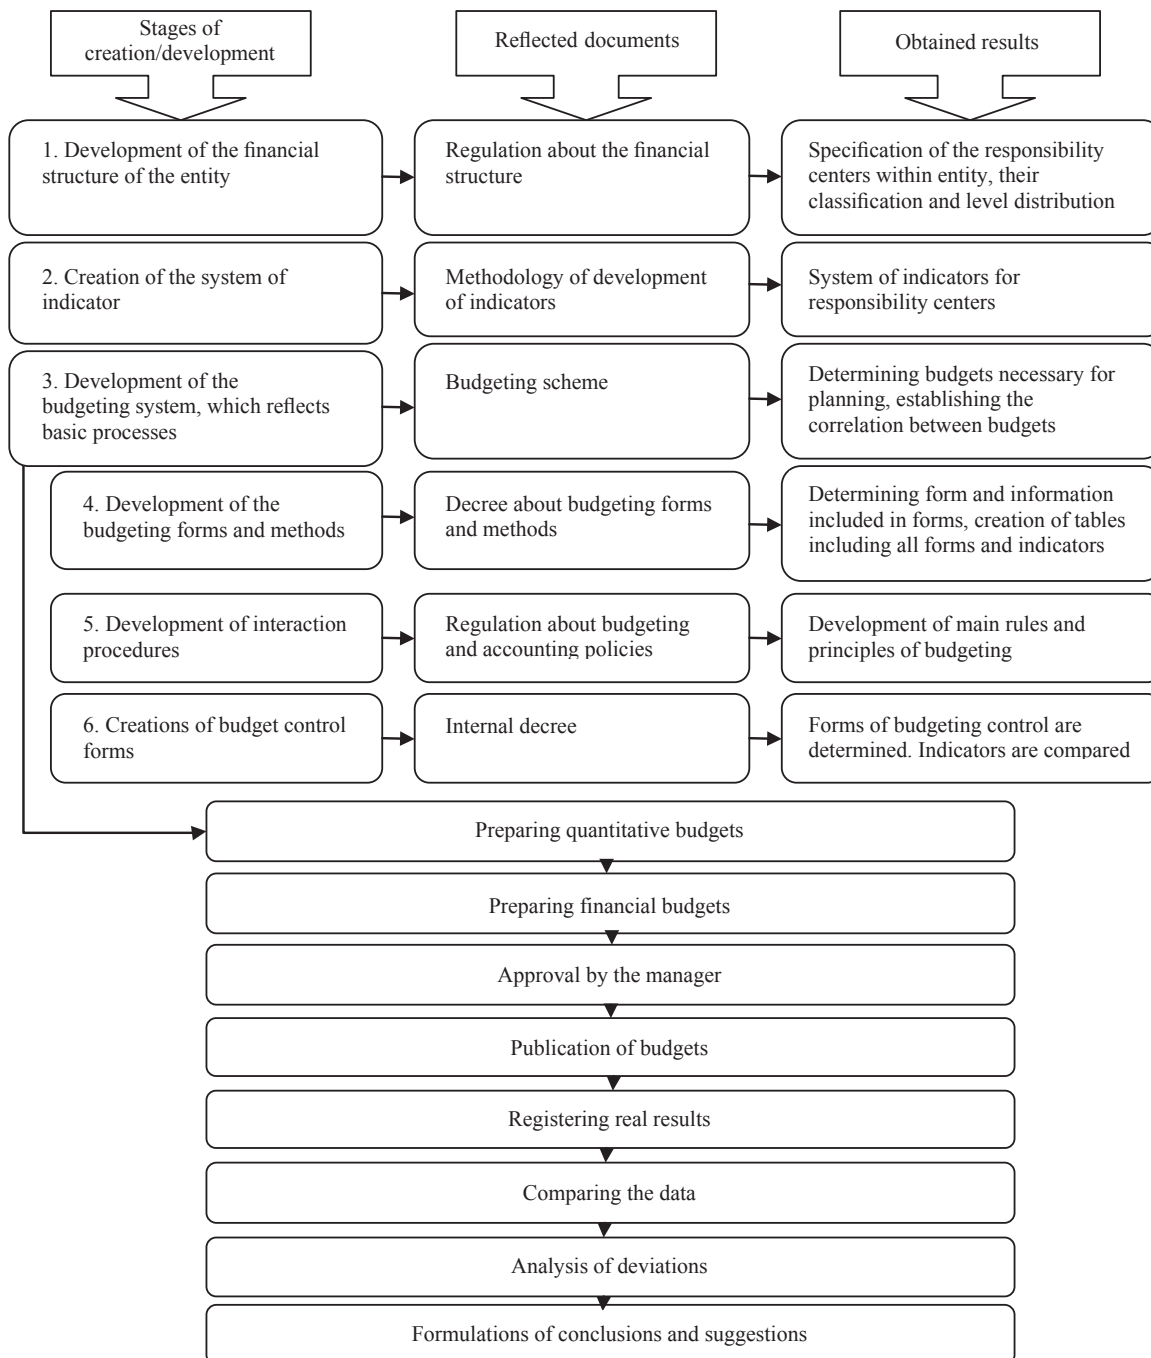 Stages of
creation/development
Reflected documents
Obtained results
1. Development of the financial
structure of the entity
Regulation about the financial
structure
Specification of the responsibility
centers within entity, their
classification and level distribution
2. Creation of the system of
indicator
Methodology of development
of indicators
System of indicators for
responsibility centers
3. Development of the
budgeting system, which reflects
basic processes
Budgeting scheme
Determining budgets necessary for
planning, establishing the
correlation between budgets
4. Development of the
budgeting forms and methods
Decree about budgeting forms
and methods
Determining form and information
included in forms, creation of tables
including all forms and indicators
5. Development of interaction
procedures
Regulation about budgeting
and accounting policies
Development of main rules and
principles of budgeting
6. Creations of budget control
forms
Internal decree
Forms of budgeting control are
determined. Indicators are compared
Preparing quantitative budgets
Preparing financial budgets
Approval by the manager
Publication of budgets
Registering real results
Comparing the data
Analysis of deviations
Formulations of conclusions and suggestions